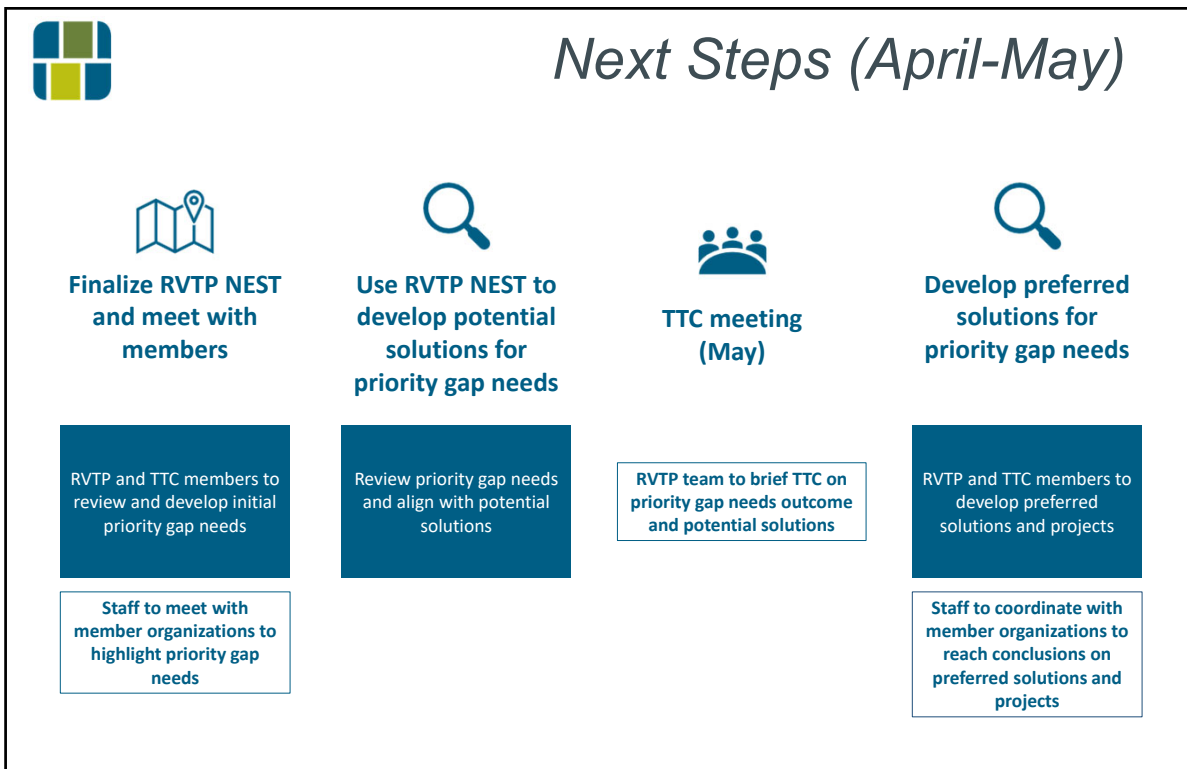 Next Steps (April-May)
Finalize RVTP NEST
and meet with
members
RVTP and TTC members to
review and develop initial
priority gap needs
Staff to meet with
member organizations to
highlight priority gap
needs
Use RVTP NEST to
develop potential
solutions for
priority gap needs
Review priority gap needs
and align with potential
solutions
TTC meeting
(May)
RVTP team to brief TTC on
priority gap needs outcome
and potential solutions
Develop preferred
solutions for
priority gap needs
RVTP and TTC members to
develop preferred
solutions and projects
Staff to coordinate with
member organizations to
reach conclusions on
preferred solutions and
projects